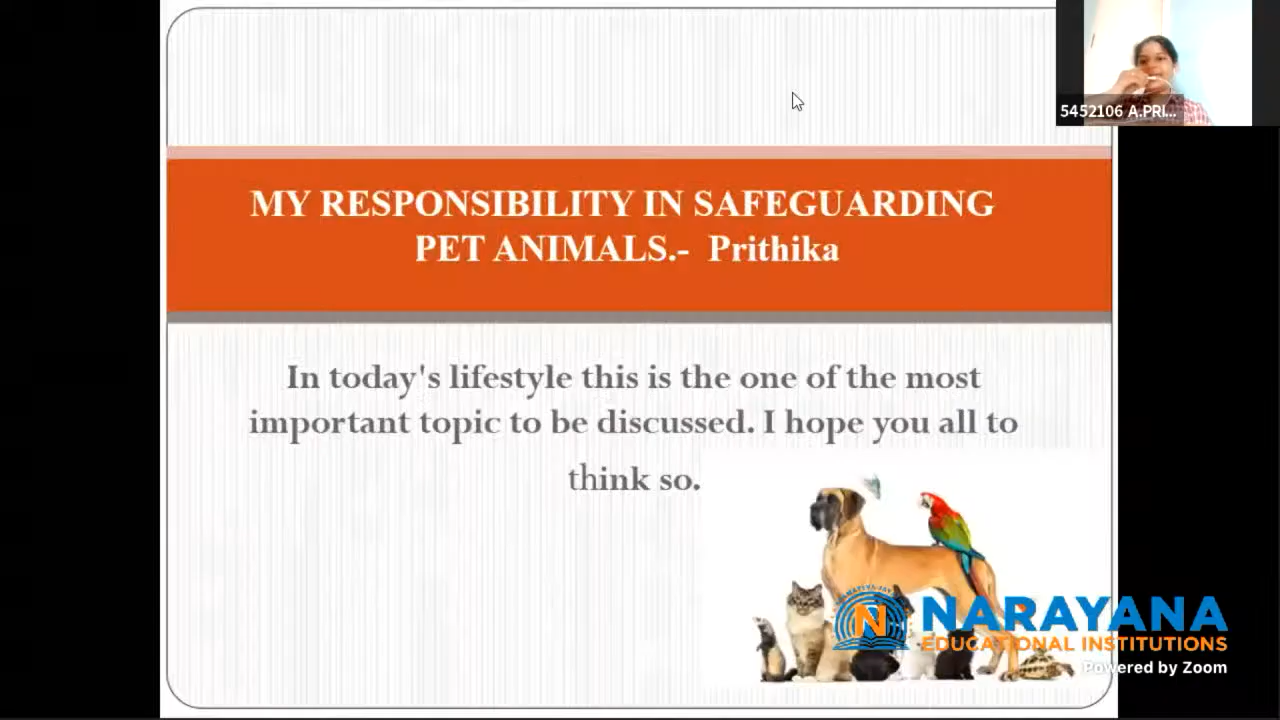 5452106 A.PRI...
MY RESPONSIBILITY IN SAFEGUARDING
PET ANIMALS.- Prithika
In today's lifestyle this is the one of the most
important topic to be discussed. I hope you all to
think so.
N
NARAYANA
EDUCATIONAL INSTITUTIONS
Powered by Zoom